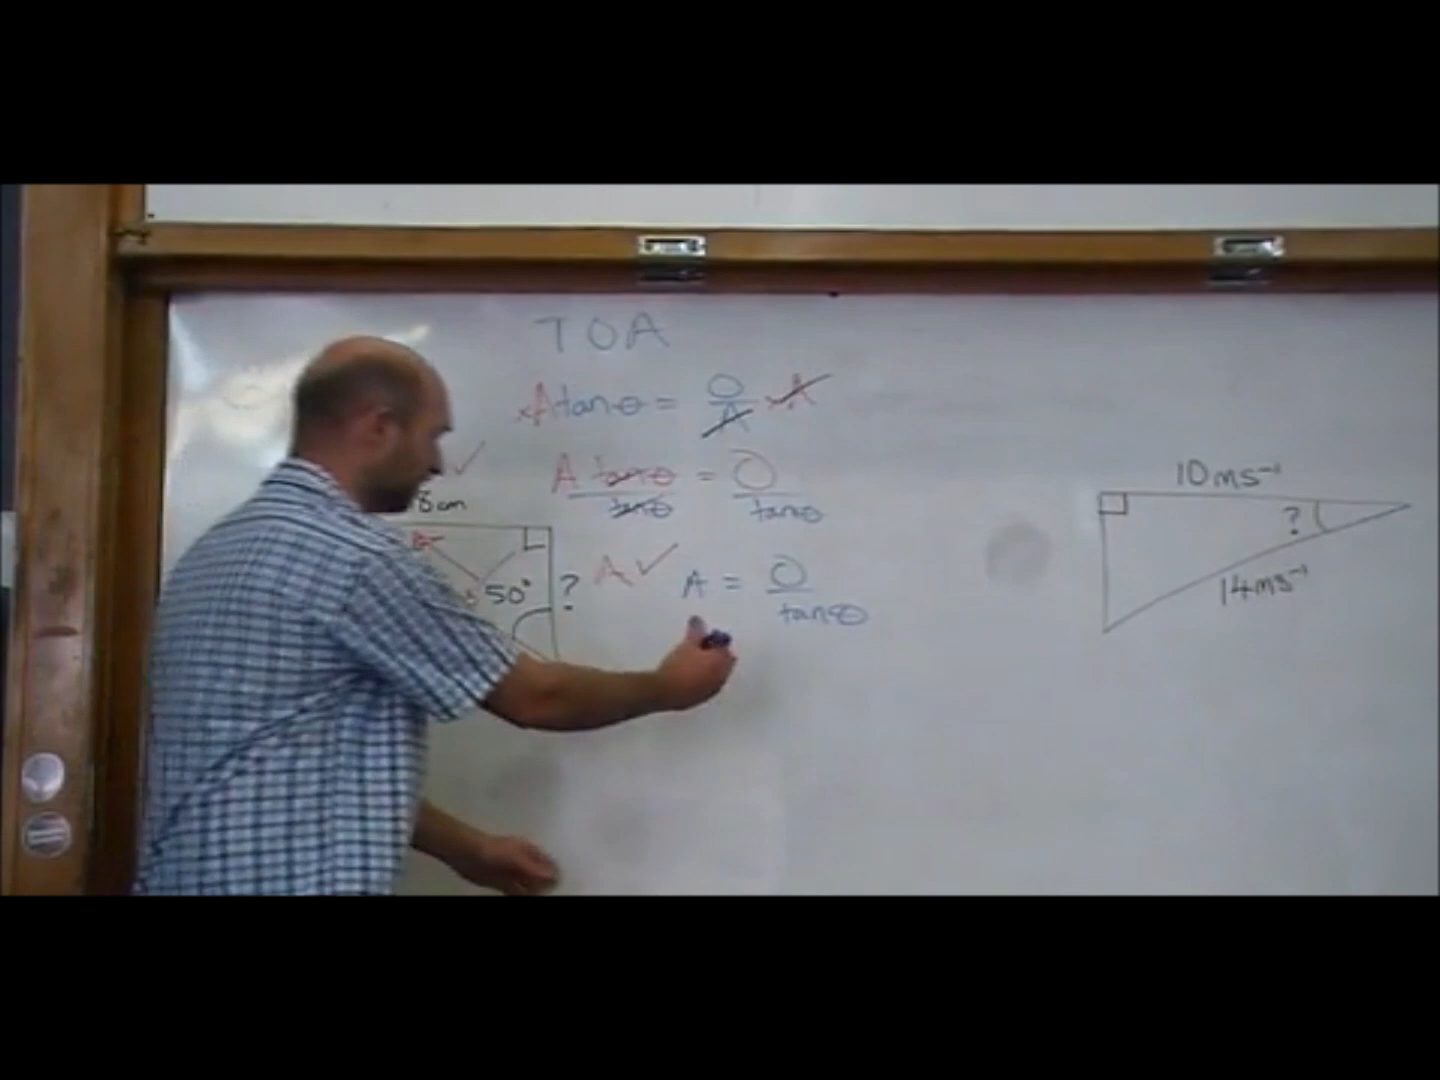 TOA
×A tanθ = O/A ×A
A tanθ/tanθ = O/tanθ
8cm
50°
?
A✓
A = O/tanθ
10ms⁻¹
?
14ms⁻¹